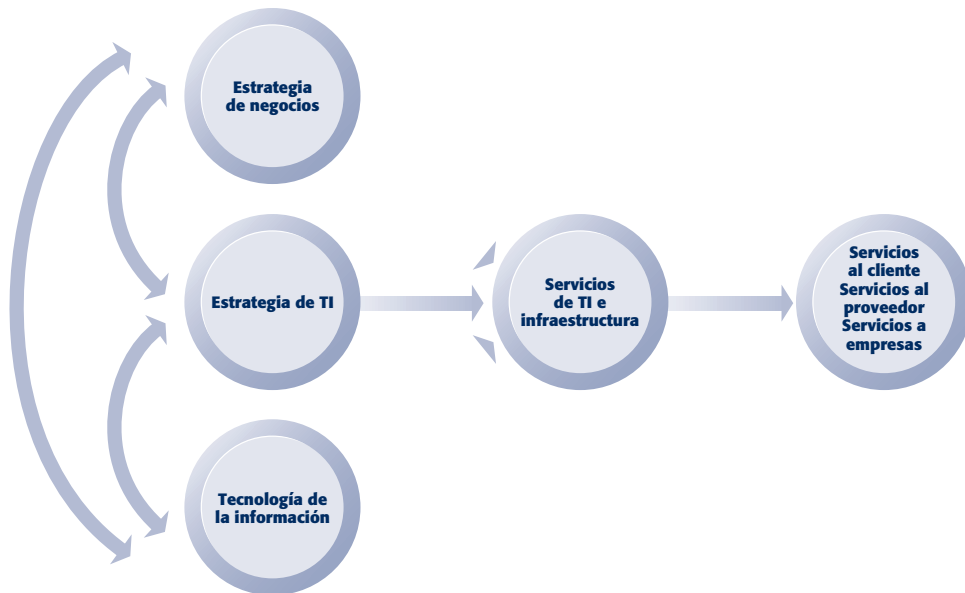 Estrategia
de negocios
Estrategia de TI
Servicios
de TI e
infraestructura
Servicios
al cliente
Servicios al
proveedor
Servicios a
empresas
Tecnología de
la información